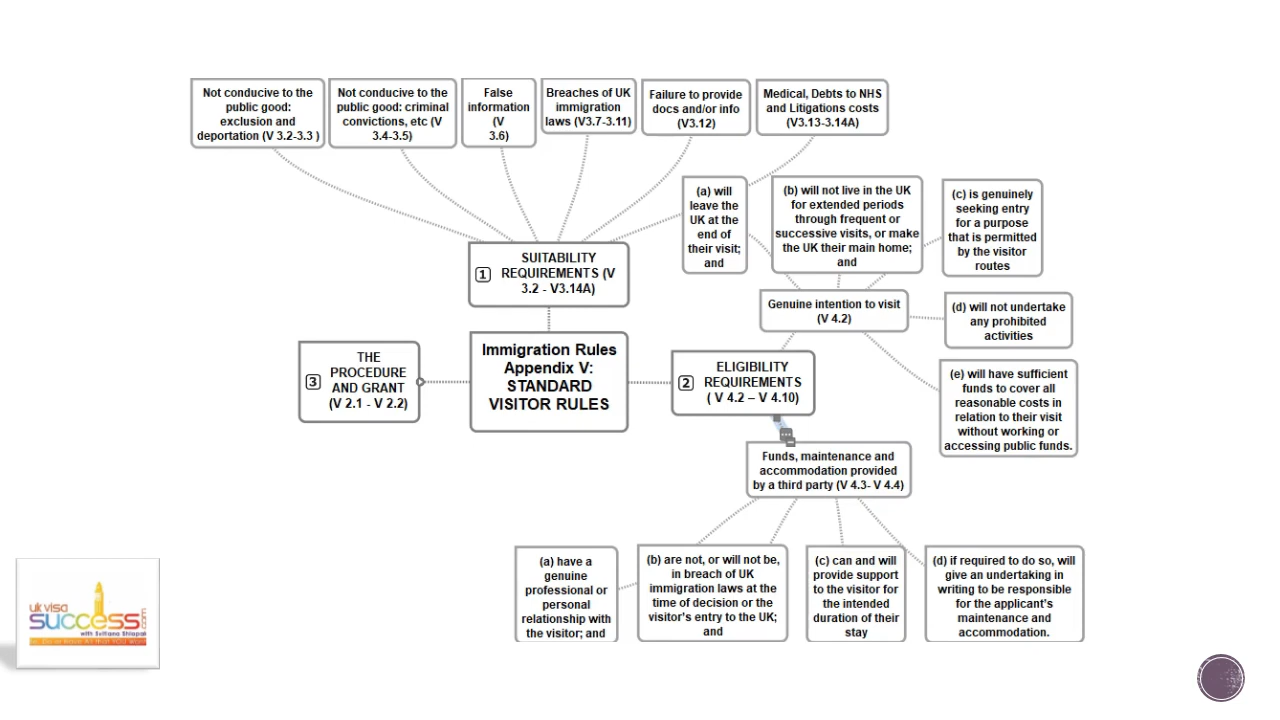 Not conducive to the
public good:
exclusion and
deportation (V 3.2-3.3 )
Not conducive to the
public good: criminal
convictions, etc (V
3.4-3.5)
False
information
(V
3.6)
Breaches of UK
immigration
laws (V3.7-3.11)
Failure to provide
docs and/or info
(V3.12)
Medical, Debts to NHS
and Litigations costs
(V3.13-3.14A)
(a) will
leave the
UK at the
end of
their visit;
and
(b) will not live in the UK
for extended periods
through frequent or
successive visits, or make
the UK their main home;
and
(c) is genuinely
seeking entry
for a purpose
that is permitted
by the visitor
routes
1
SUITABILITY
REQUIREMENTS (V
3.2 - V3.14A)
Genuine intention to visit
(V 4.2)
(d) will not undertake
any prohibited
activities
3
THE
PROCEDURE
AND GRANT
(V 2.1 - V 2.2)
Immigration Rules
Appendix V:
STANDARD
VISITOR RULES
2
ELIGIBILITY
REQUIREMENTS
( V 4.2 – V 4.10)
(e) will have sufficient
funds to cover all
reasonable costs in
relation to their visit
without working or
accessing public funds.
Funds, maintenance and
accommodation provided
by a third party (V 4.3- V 4.4)
(a) have a
genuine
professional or
personal
relationship with
the visitor; and
(b) are not, or will not be,
in breach of UK
immigration laws at the
time of decision or the
visitor's entry to the UK;
and
(c) can and will
provide support
to the visitor for
the intended
duration of their
stay
(d) if required to do so, will
give an undertaking in
writing to be responsible
for the applicant's
maintenance and
accommodation.
uk visa
success.com
with Svitlana Shlapak